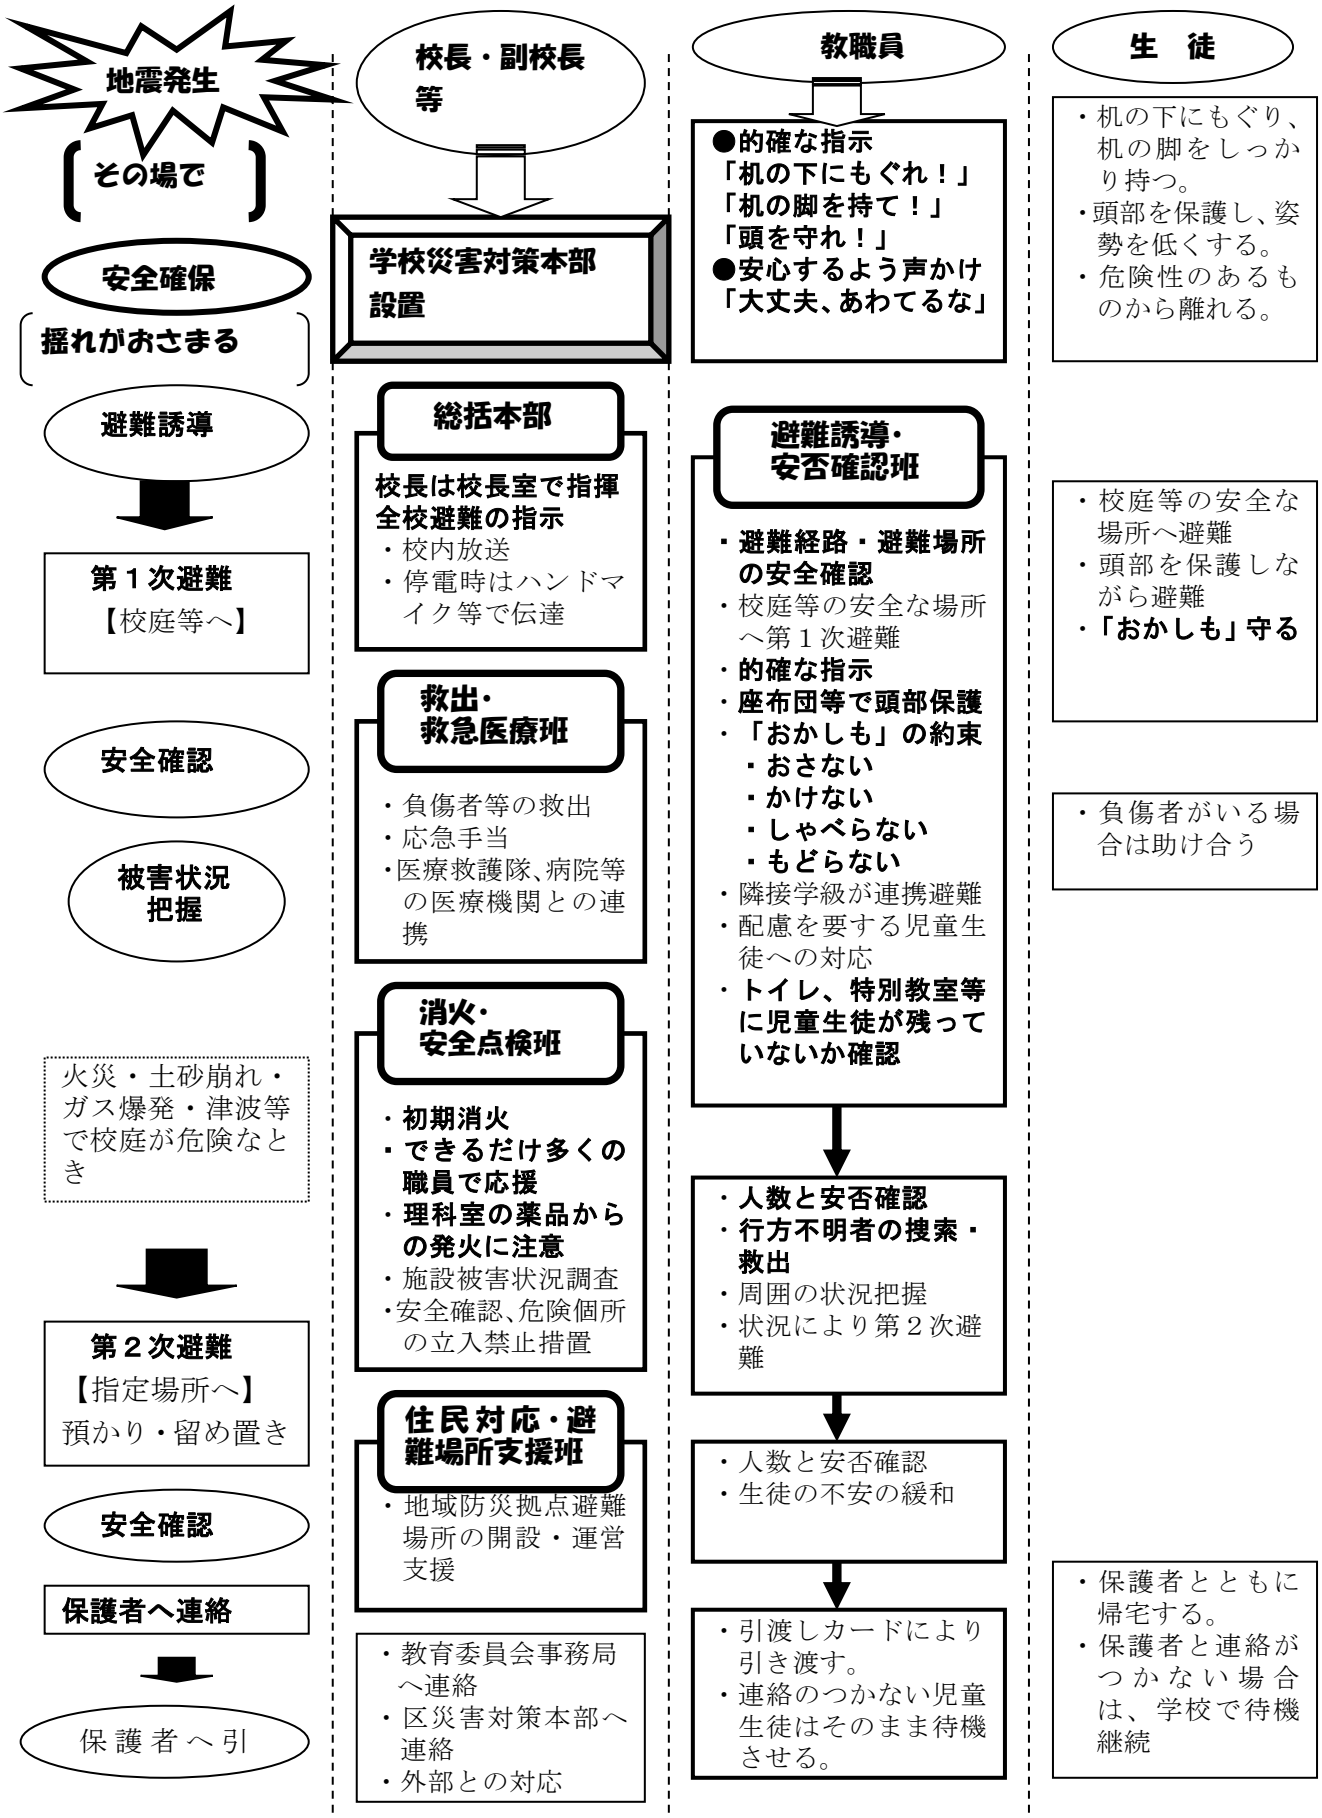 地震発生
その場で
安全確保
揺れがおさまる
避難誘導
第1次避難
【校庭等へ】
安全確認
被害状況
把握
火災・土砂崩れ・
ガス爆発・津波等
で校庭が危険なと
き
第2次避難
【指定場所へ】
預かり・留め置き
安全確認
保護者へ連絡
保護者へ引
校長・副校長
等
学校災害対策本部
設置
総括本部
校長は校長室で指揮
全校避難の指示
・校内放送
・停電時はハンドマ
イク等で伝達
救出・
救急医療班
・負傷者等の救出
・応急手当
・医療救護隊、病院等
の医療機関との連
携
消火・
安全点検班
・初期消火
・できるだけ多くの
職員で応援
・理科室の薬品から
の発火に注意
・施設被害状況調査
・安全確認、危険個所
の立入禁止措置
住民対応・避
難場所支援班
・地域防災拠点避難
場所の開設・運営
支援
・教育委員会事務局
へ連絡
・区災害対策本部へ
連絡
・外部との対応
教職員
●的確な指示
「机の下にもぐれ！」
「机の脚を持て！」
「頭を守れ！」
●安心するよう声かけ
「大丈夫、あわてるな」
避難誘導・
安否確認班
・避難経路・避難場所
の安全確認
・校庭等の安全な場所
へ第1次避難
・的確な指示
・座布団等で頭部保護
・「おかしも」の約束
・おさない
・かけない
・しゃべらない
・もどらない
・隣接学級が連携避難
・配慮を要する児童生
徒への対応
・トイレ、特別教室等
に児童生徒が残って
いないか確認
・人数と安否確認
・行方不明者の捜索・
救出
・周囲の状況把握
・状況により第2次避
難
・人数と安否確認
・生徒の不安の緩和
・引渡しカードにより
引き渡す。
・連絡のつかない児童
生徒はそのまま待機
させる。
生 徒
・机の下にもぐり、
机の脚をしっか
り持つ。
・頭部を保護し、姿
勢を低くする。
・危険性のあるも
のから離れる。
・校庭等の安全な
場所へ避難
・頭部を保護しな
がら避難
・「おかしも」守る
・負傷者がいる場
合は助け合う
・保護者とともに
帰宅する。
・保護者と連絡が
つかない場合
は、学校で待機
継続